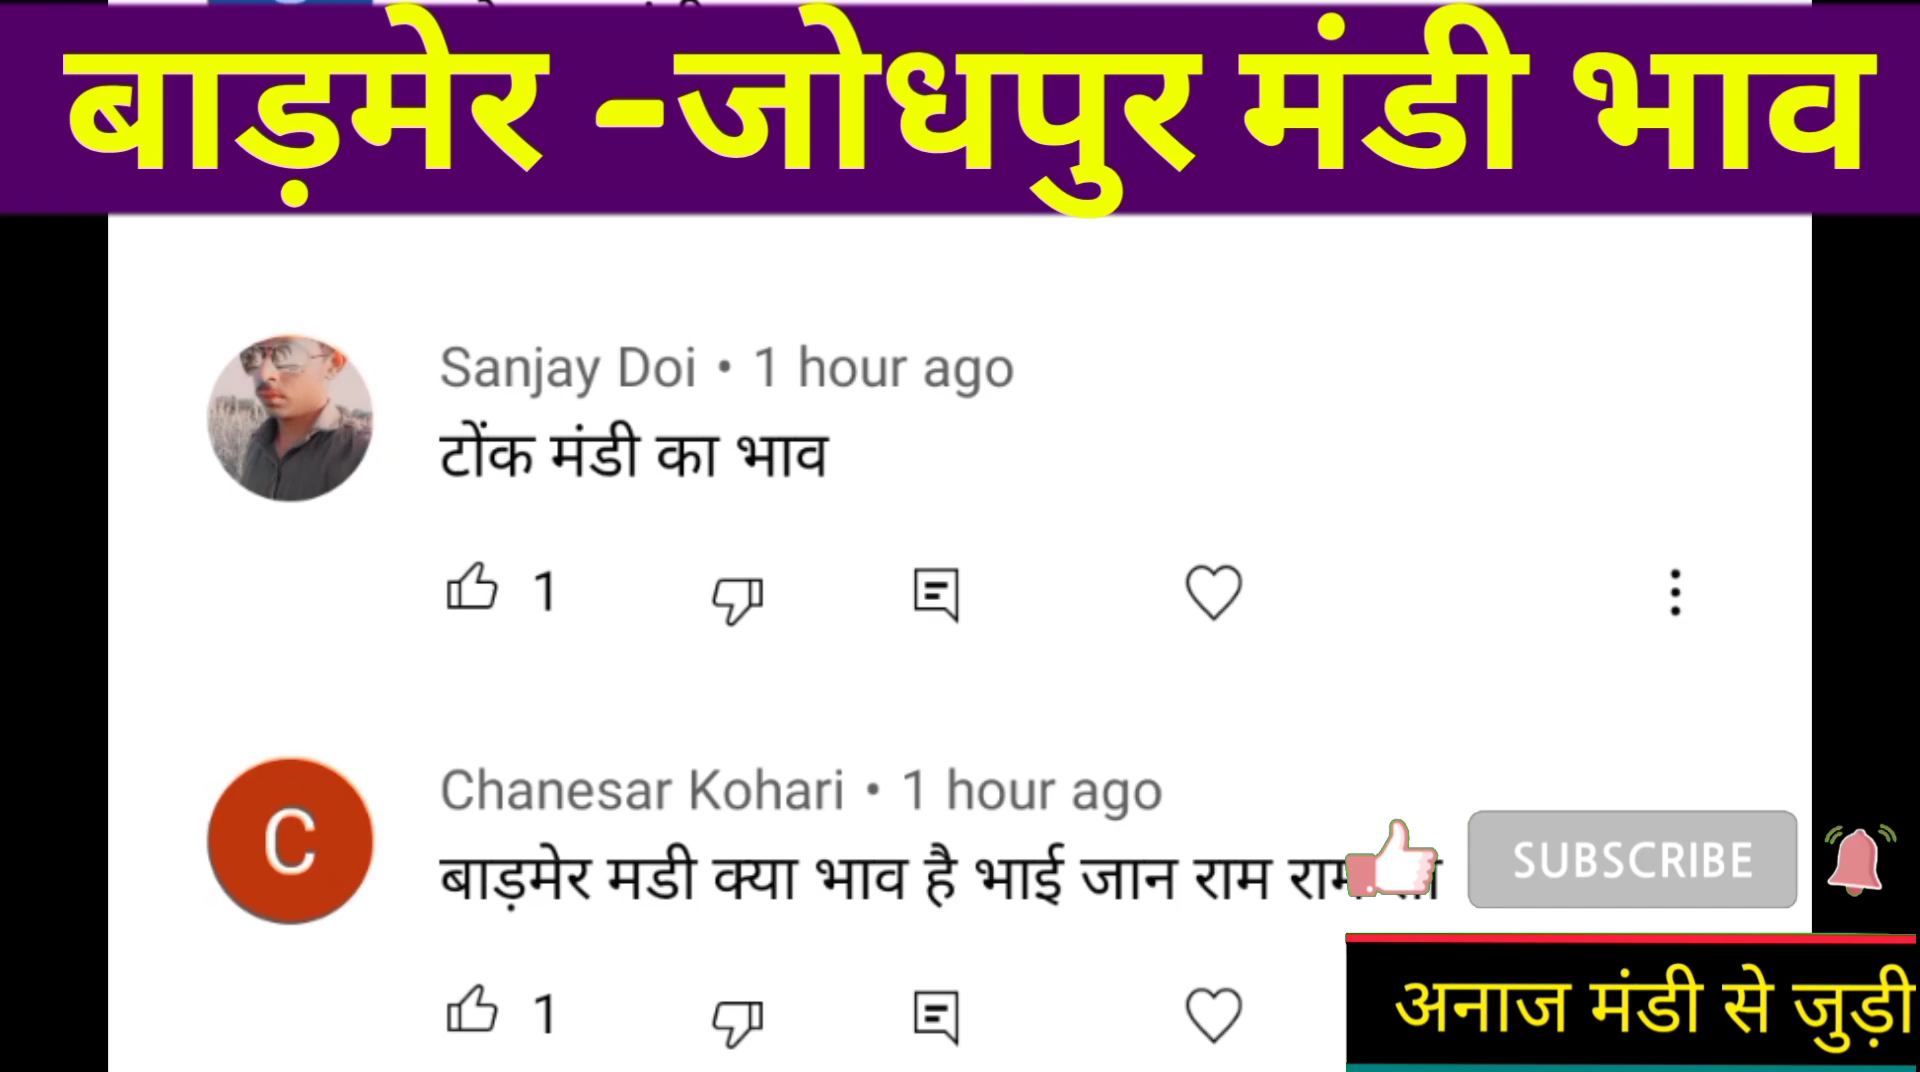 बाड़मेर -जोधपुर मंडी भाव
Sanjay Doi • 1 hour ago
टोंक मंडी का भाव
1
C
Chanesar Kohari • 1 hour ago
बाड़मेर मडी क्या भाव है भाई जान राम राम
SUBSCRIBE
1
अनाज मंडी से जुड़ी